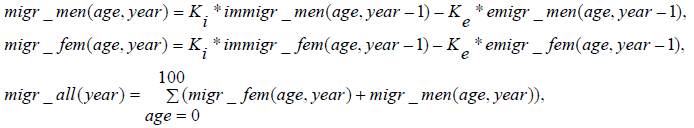 migr_men(age, year) = K_i * immigr_men(age, year − 1) − K_e * emigr_men(age, year − 1),
migr_fem(age, year) = K_i * immigr_fem(age, year − 1) − K_e * emigr_fem(age, year − 1),
100
migr_all(year) = Σ(migr_fem(age, year) + migr_men(age, year)),
age = 0